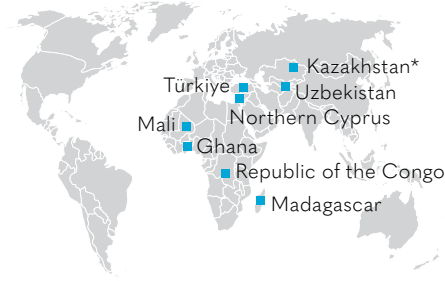 Kazakhstan*
Türkiye
Uzbekistan
Northern Cyprus
Mali
Ghana
Republic of the Congo
Madagascar